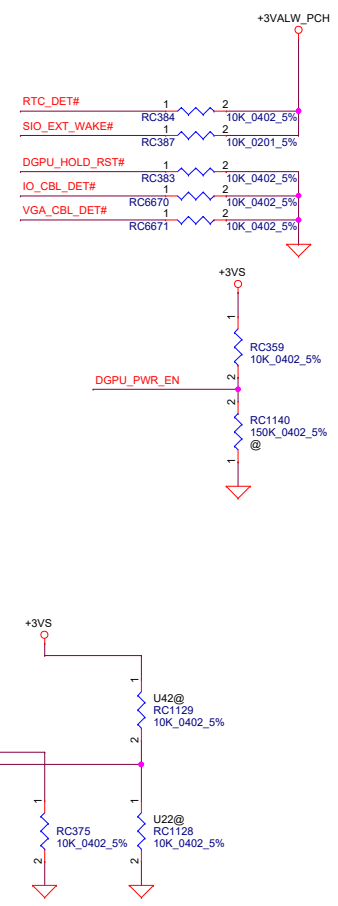 +3VALW_PCH
RTC_DET# 1 2
RC384 10K_0402_5%
SIO_EXT_WAKE# 1 2
RC387 10K_0201_5%
DGPU_HOLD_RST# 1 2
RC383 10K_0402_5%
IO_CBL_DET# 1 2
RC6670 10K_0402_5%
VGA_CBL_DET# 1 2
RC6671 10K_0402_5%
+3VS
1
RC359
10K_0402_5%
2
DGPU_PWR_EN
2
RC1140
150K_0402_5%
@
1
+3VS
1
U42@
RC1129
10K_0402_5%
2
1
RC375
10K_0402_5%
2
1
U22@
RC1128
10K_0402_5%
2